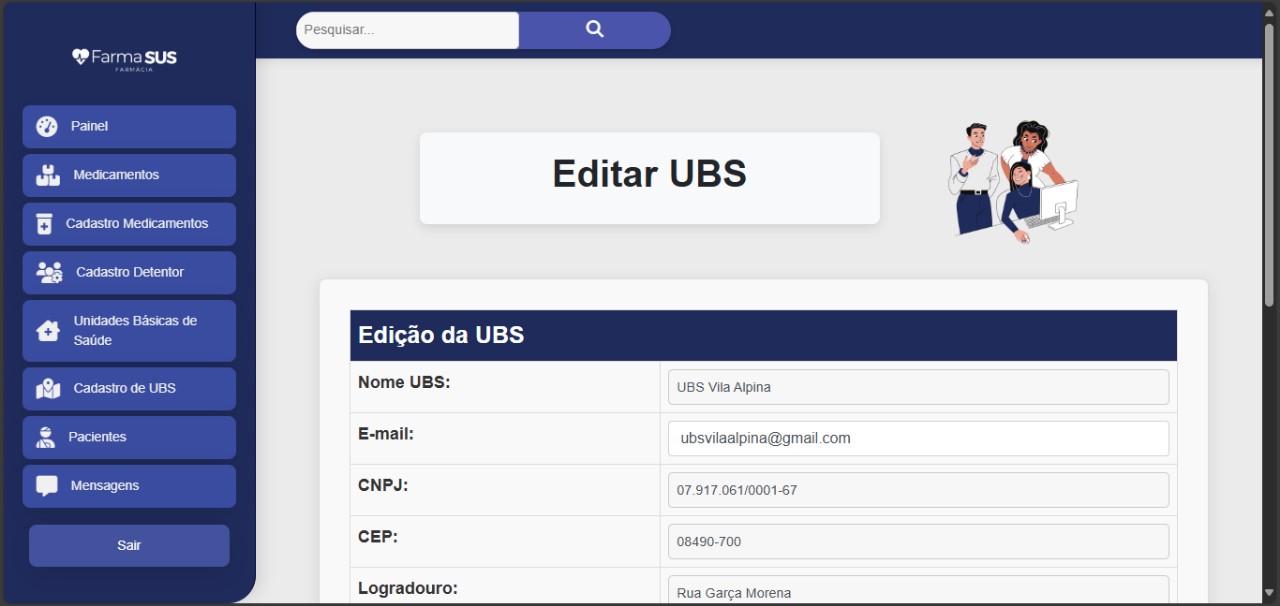 Farma SUS
FARMÁCIA
Painel
Medicamentos
Cadastro Medicamentos
Cadastro Detentor
Unidades Básicas de
Saúde
Cadastro de UBS
Pacientes
Mensagens
Sair
Pesquisar...
Editar UBS
Edição da UBS
Nome UBS: UBS Vila Alpina
E-mail: ubsvilaalpina@gmail.com
CNPJ: 07.917.061/0001-67
CEP: 08490-700
Logradouro: Rua Garça Morena